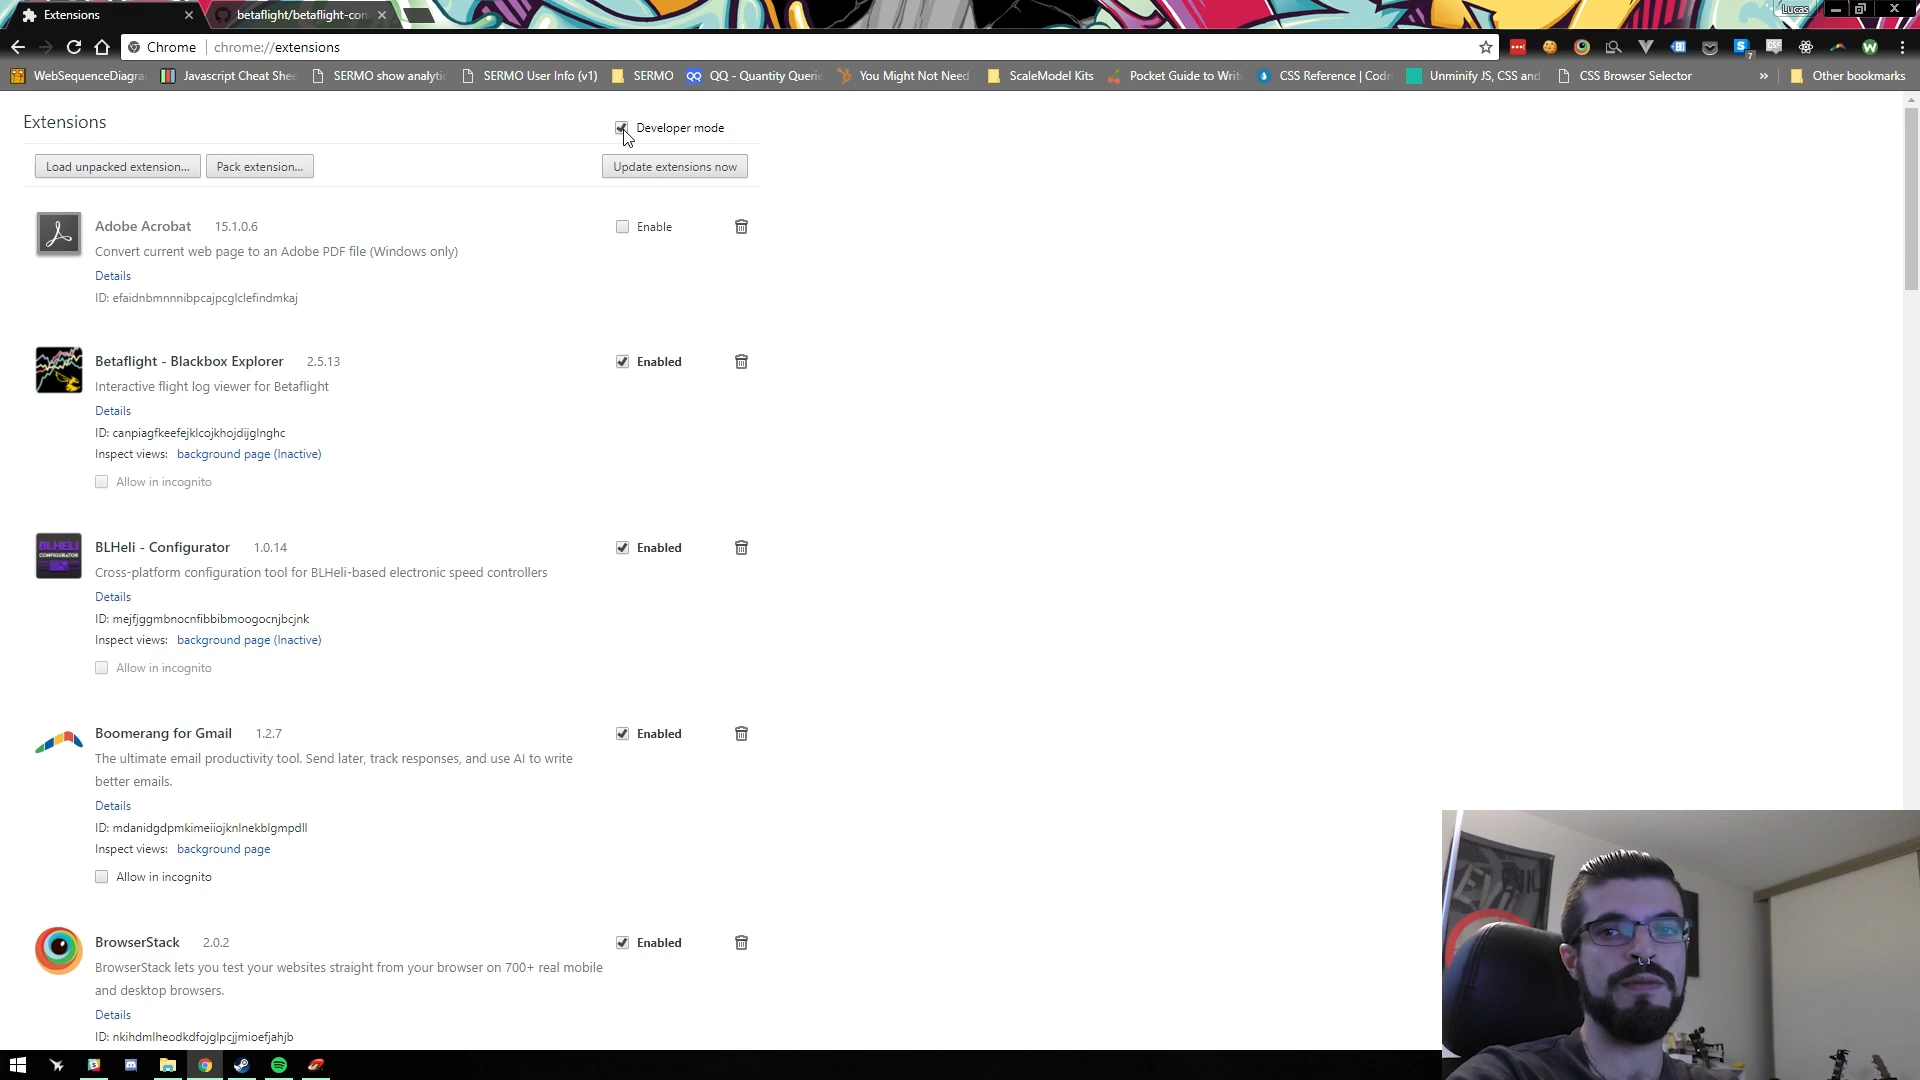 Extensions
betaflight/betaflight-con
Lucas
Chrome
chrome://extensions
WebSequenceDiagra
Javascript Cheat Shee
SERMO show analytic
SERMO User Info (v1)
SERMO
QQ - Quantity Querie
You Might Not Need
ScaleModel Kits
Pocket Guide to Writi
CSS Reference | Codr
Unminify JS, CSS and
CSS Browser Selector
»
Other bookmarks
Extensions
Developer mode
Load unpacked extension...
Pack extension...
Update extensions now
Adobe Acrobat 15.1.0.6
Enable
Convert current web page to an Adobe PDF file (Windows only)
Details
ID: efaidnbmnnnibpcajpcglclefindmkaj
Betaflight - Blackbox Explorer 2.5.13
Enabled
Interactive flight log viewer for Betaflight
Details
ID: canpiagfkeefejklcojkhojdijglnghc
Inspect views: background page (Inactive)
Allow in incognito
BLHELI
CONFIGURATOR
BLHeli - Configurator 1.0.14
Enabled
Cross-platform configuration tool for BLHeli-based electronic speed controllers
Details
ID: mejfjggmbnocnfibbibmoogocnjbcjnk
Inspect views: background page (Inactive)
Allow in incognito
Boomerang for Gmail 1.2.7
Enabled
The ultimate email productivity tool. Send later, track responses, and use AI to write
better emails.
Details
ID: mdanidgdpmkimeiiojknlnekblgmpdll
Inspect views: background page
Allow in incognito
BrowserStack 2.0.2
Enabled
BrowserStack lets you test your websites straight from your browser on 700+ real mobile
and desktop browsers.
Details
ID: nkihdmlheodkdfojglpcjjmioefjahjb